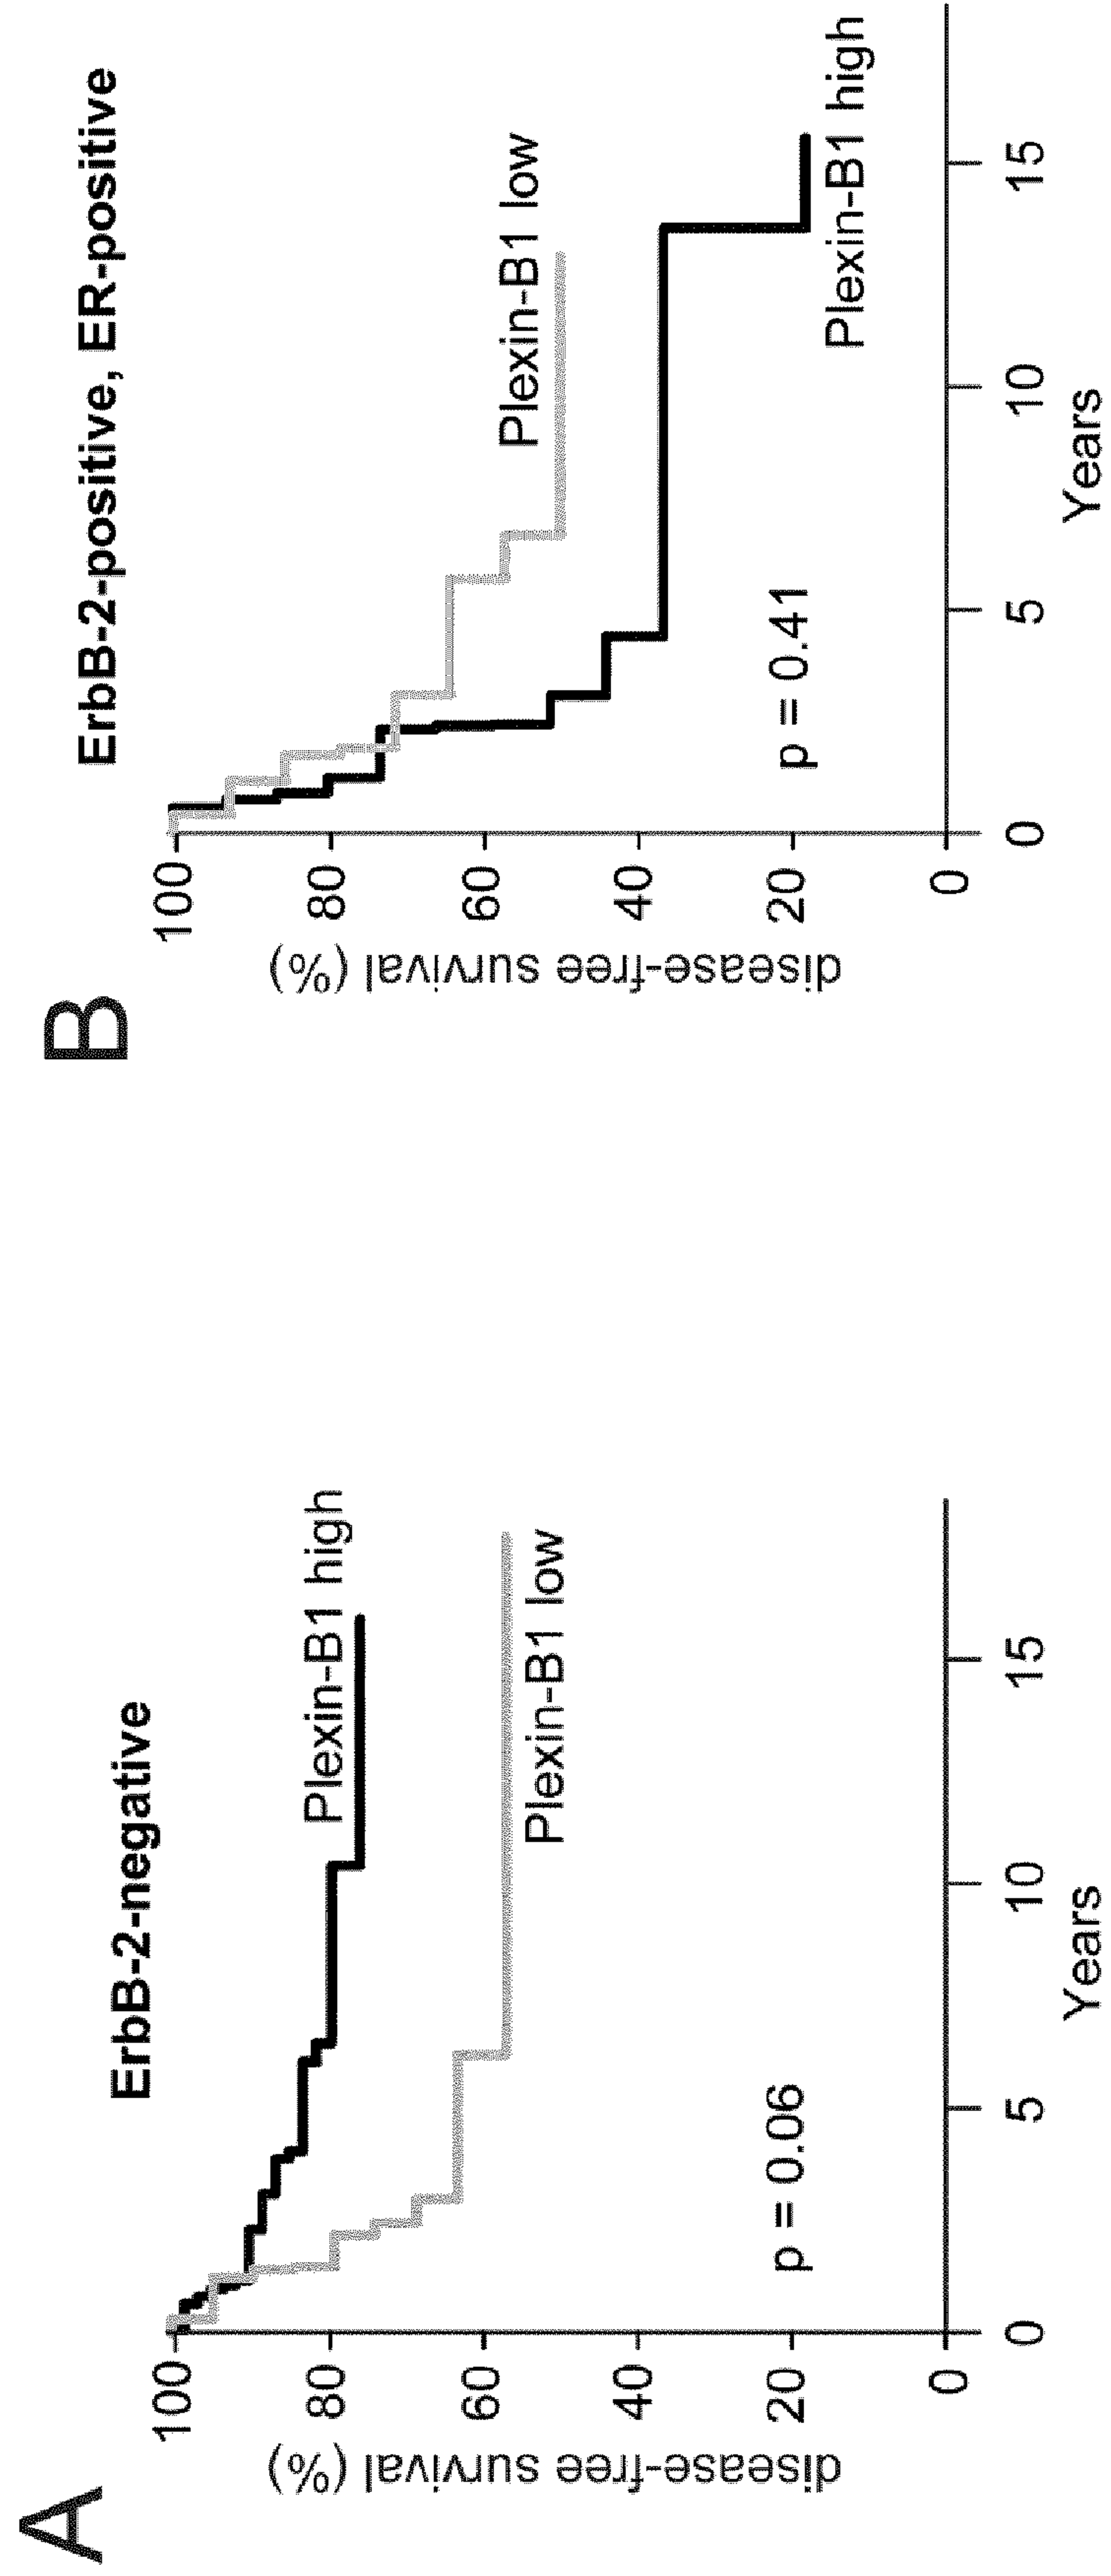 A
ErbB-2-negative
disease-free survival (%)
100
80
60
40
20
0
Plexin-B1 high
Plexin-B1 low
p = 0.06
0
5
10
15
Years
B
ErbB-2-positive, ER-positive
disease-free survival (%)
100
80
60
40
20
0
Plexin-B1 low
Plexin-B1 high
p = 0.41
0
5
10
15
Years